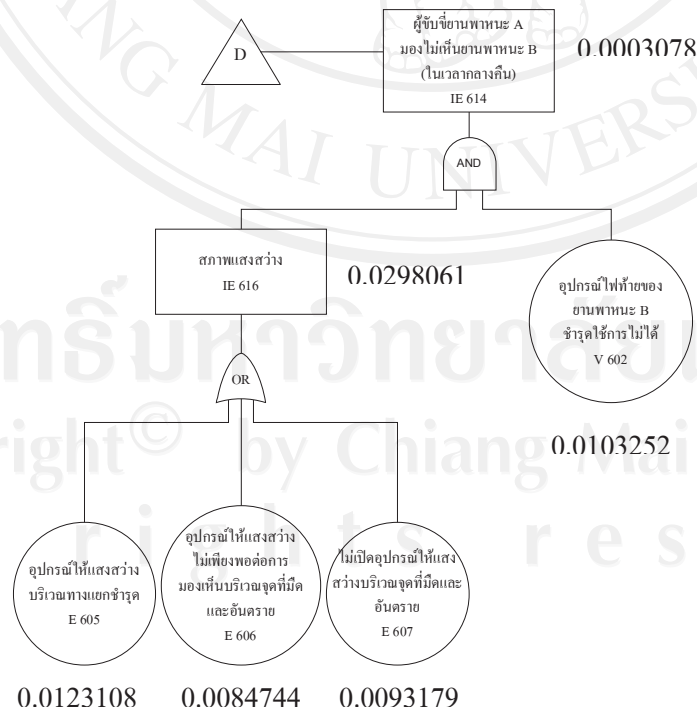 D
ผู้ขับขี่ยานพาหนะ A
มองไม่เห็นยานพาหนะ B
(ในเวลากลางคืน)
IE 614
0.0003078
AND
สภาพแสงสว่าง
IE 616
0.0298061
อุปกรณ์ไฟท้ายของ
ยานพาหนะ B
ชำรุดใช้การไม่ได้
V 602
0.0103252
OR
อุปกรณ์ให้แสงสว่าง
บริเวณทางแยกชำรุด
E 605
อุปกรณ์ให้แสงสว่าง
ไม่เพียงพอต่อการ
มองเห็นบริเวณจุดที่มืด
และอันตราย
E 606
ไม่เปิดอุปกรณ์ให้แสง
สว่างบริเวณจุดที่มืดและ
อันตราย
E 607
0.0123108
0.0084744
0.0093179
MAI UNIVERS
right© by Chiang Mai
rights res